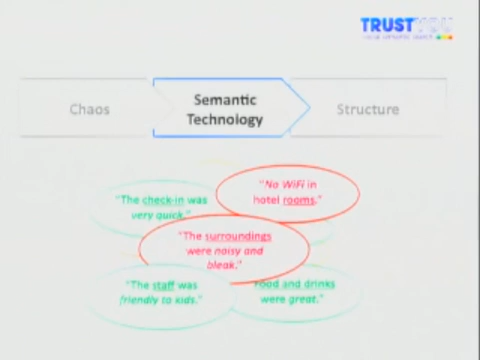 TRUSTYOU
Chaos
Semantic
Technology
Structure
"No WiFi in
hotel rooms."
"The check-in was
very quick."
"The surroundings
were noisy and
bleak."
"The staff was
friendly to kids."
Food and drinks
were great."